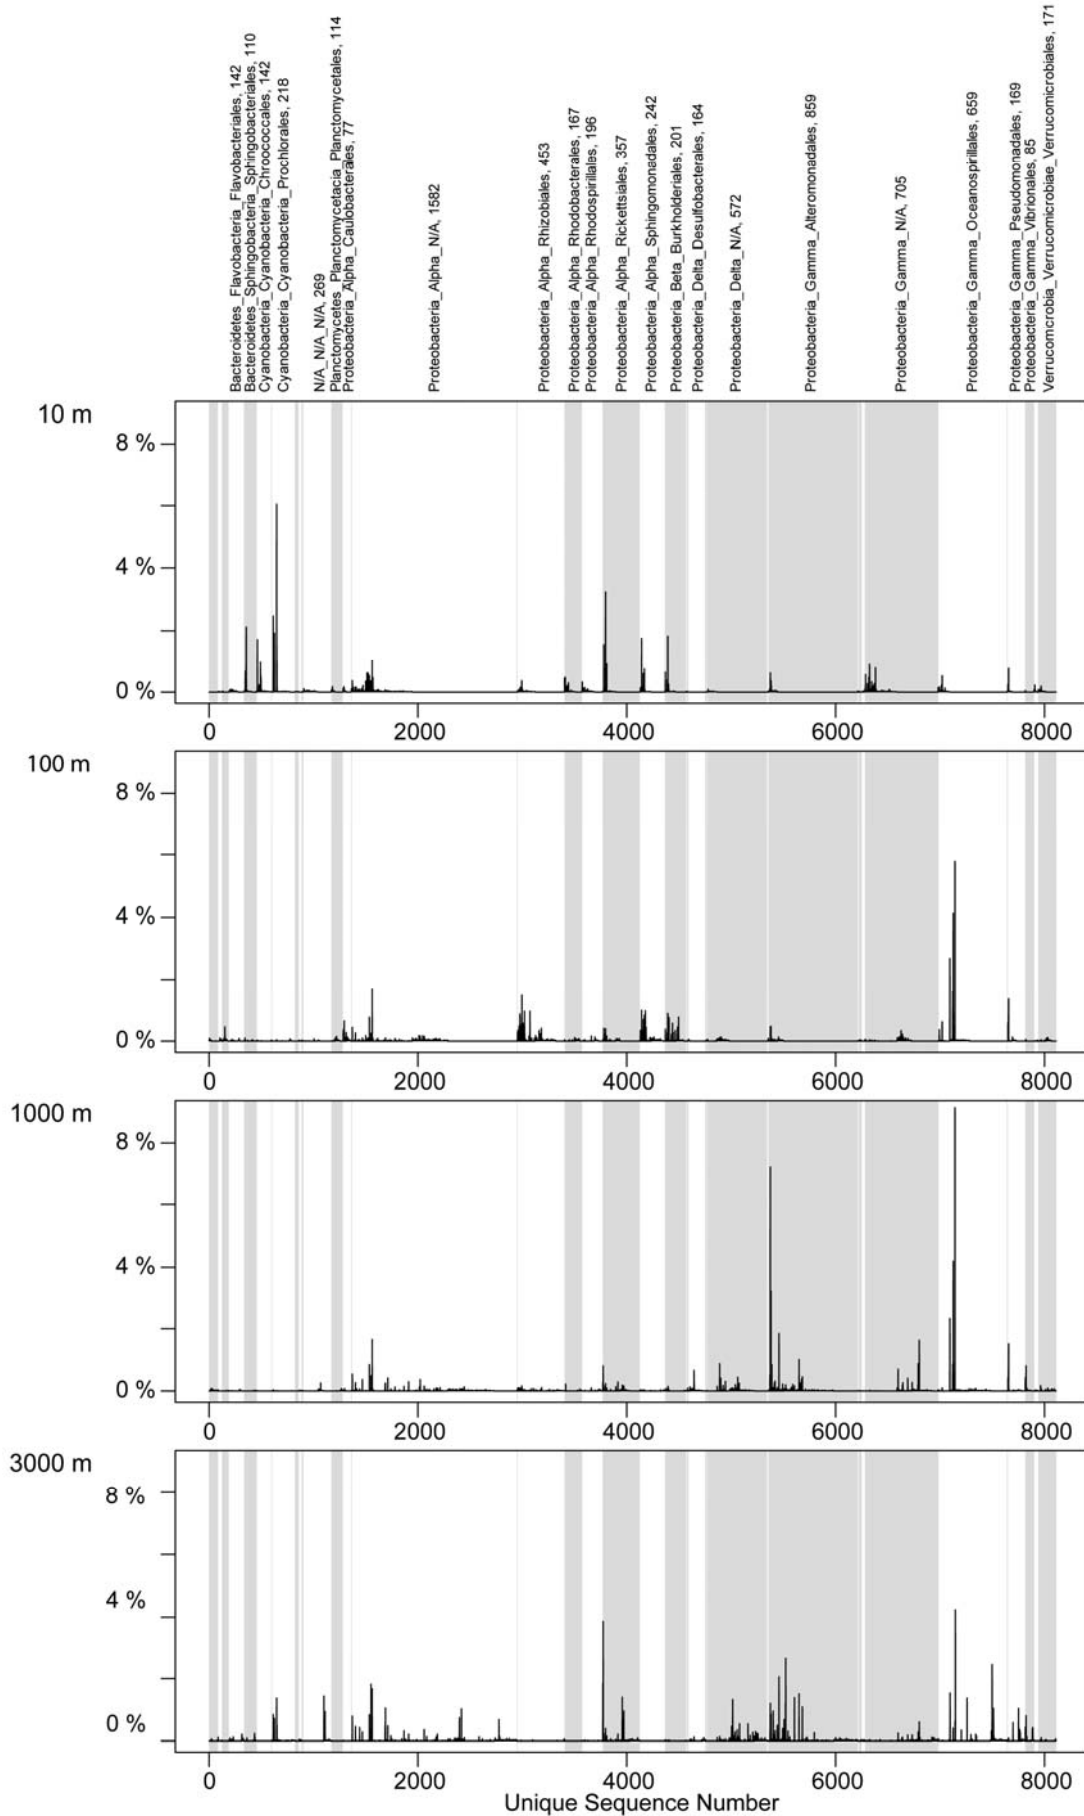 Bacteroidetes_Flavobacteria_Flavobacteriales, 142
Bacteroidetes_Sphingobacteria_Sphingobacteriales, 110
Cyanobacteria_Cyanobacteria_Chroococcales, 142
Cyanobacteria_Cyanobacteria_Prochlorales, 218
N/A_N/A_N/A, 269
Planctomycetes_Planctomycetacia_Planctomycetales, 114
Proteobacteria_Alpha_Caulobacterales, 77
Proteobacteria_Alpha_N/A, 1582
Proteobacteria_Alpha_Rhizobiales, 453
Proteobacteria_Alpha_Rhodobacterales, 167
Proteobacteria_Alpha_Rhodospirillales, 196
Proteobacteria_Alpha_Rickettsiales, 357
Proteobacteria_Alpha_Sphingomonadales, 242
Proteobacteria_Beta_Burkholderiales, 201
Proteobacteria_Delta_Desulfobacterales, 164
Proteobacteria_Delta_N/A, 572
Proteobacteria_Gamma_Alteromonadales, 859
Proteobacteria_Gamma_N/A, 705
Proteobacteria_Gamma_Oceanospirillales, 659
Proteobacteria_Gamma_Pseudomonadales, 169
Proteobacteria_Gamma_Vibrionales, 85
Verrucomicrobia_Verrucomicrobiae_Verrucomicrobiales, 171
10 m
8 %
4 %
0 %
0 2000 4000 6000 8000
100 m
8 %
4 %
0 %
0 2000 4000 6000 8000
1000 m
8 %
4 %
0 %
0 2000 4000 6000 8000
3000 m
8 %
4 %
0 %
0 2000 4000 6000 8000
Unique Sequence Number